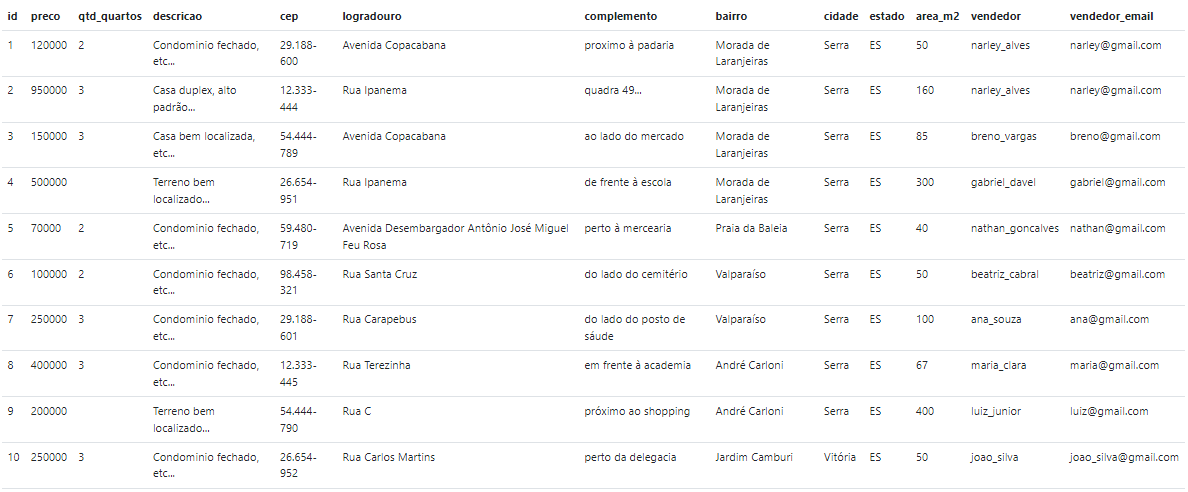 id preco qtd_quartos descricao cep logradouro complemento bairro cidade estado area_m2 vendedor vendedor_email
1 120000 2 Condominio fechado, etc... 29.188-600 Avenida Copacabana proximo à padaria Morada de Laranjeiras Serra ES 50 narley_alves narley@gmail.com
2 950000 3 Casa duplex, alto padrão... 12.333-444 Rua Ipanema quadra 49... Morada de Laranjeiras Serra ES 160 narley_alves narley@gmail.com
3 150000 3 Casa bem localizada, etc... 54.444-789 Avenida Copacabana ao lado do mercado Morada de Laranjeiras Serra ES 85 breno_vargas breno@gmail.com
4 500000 Terreno bem localizado... 26.654-951 Rua Ipanema de frente à escola Morada de Laranjeiras Serra ES 300 gabriel_davel gabriel@gmail.com
5 70000 2 Condominio fechado, etc... 59.480-719 Avenida Desembargador Antônio José Miguel Feu Rosa perto à mercearia Praia da Baleia Serra ES 40 nathan_goncalves nathan@gmail.com
6 100000 2 Condominio fechado, etc... 98.458-321 Rua Santa Cruz do lado do cemitério Valparaíso Serra ES 50 beatriz_cabral beatriz@gmail.com
7 250000 3 Condominio fechado, etc... 29.188-601 Rua Carapebus do lado do posto de sáude Valparaíso Serra ES 100 ana_souza ana@gmail.com
8 400000 3 Condominio fechado, etc... 12.333-445 Rua Terezinha em frente à academia André Carloni Serra ES 67 maria_clara maria@gmail.com
9 200000 Terreno bem localizado... 54.444-790 Rua C próximo ao shopping André Carloni Serra ES 400 luiz_junior luiz@gmail.com
10 250000 3 Condominio fechado, etc... 26.654-952 Rua Carlos Martins perto da delegacia Jardim Camburi Vitória ES 50 joao_silva joao_silva@gmail.com